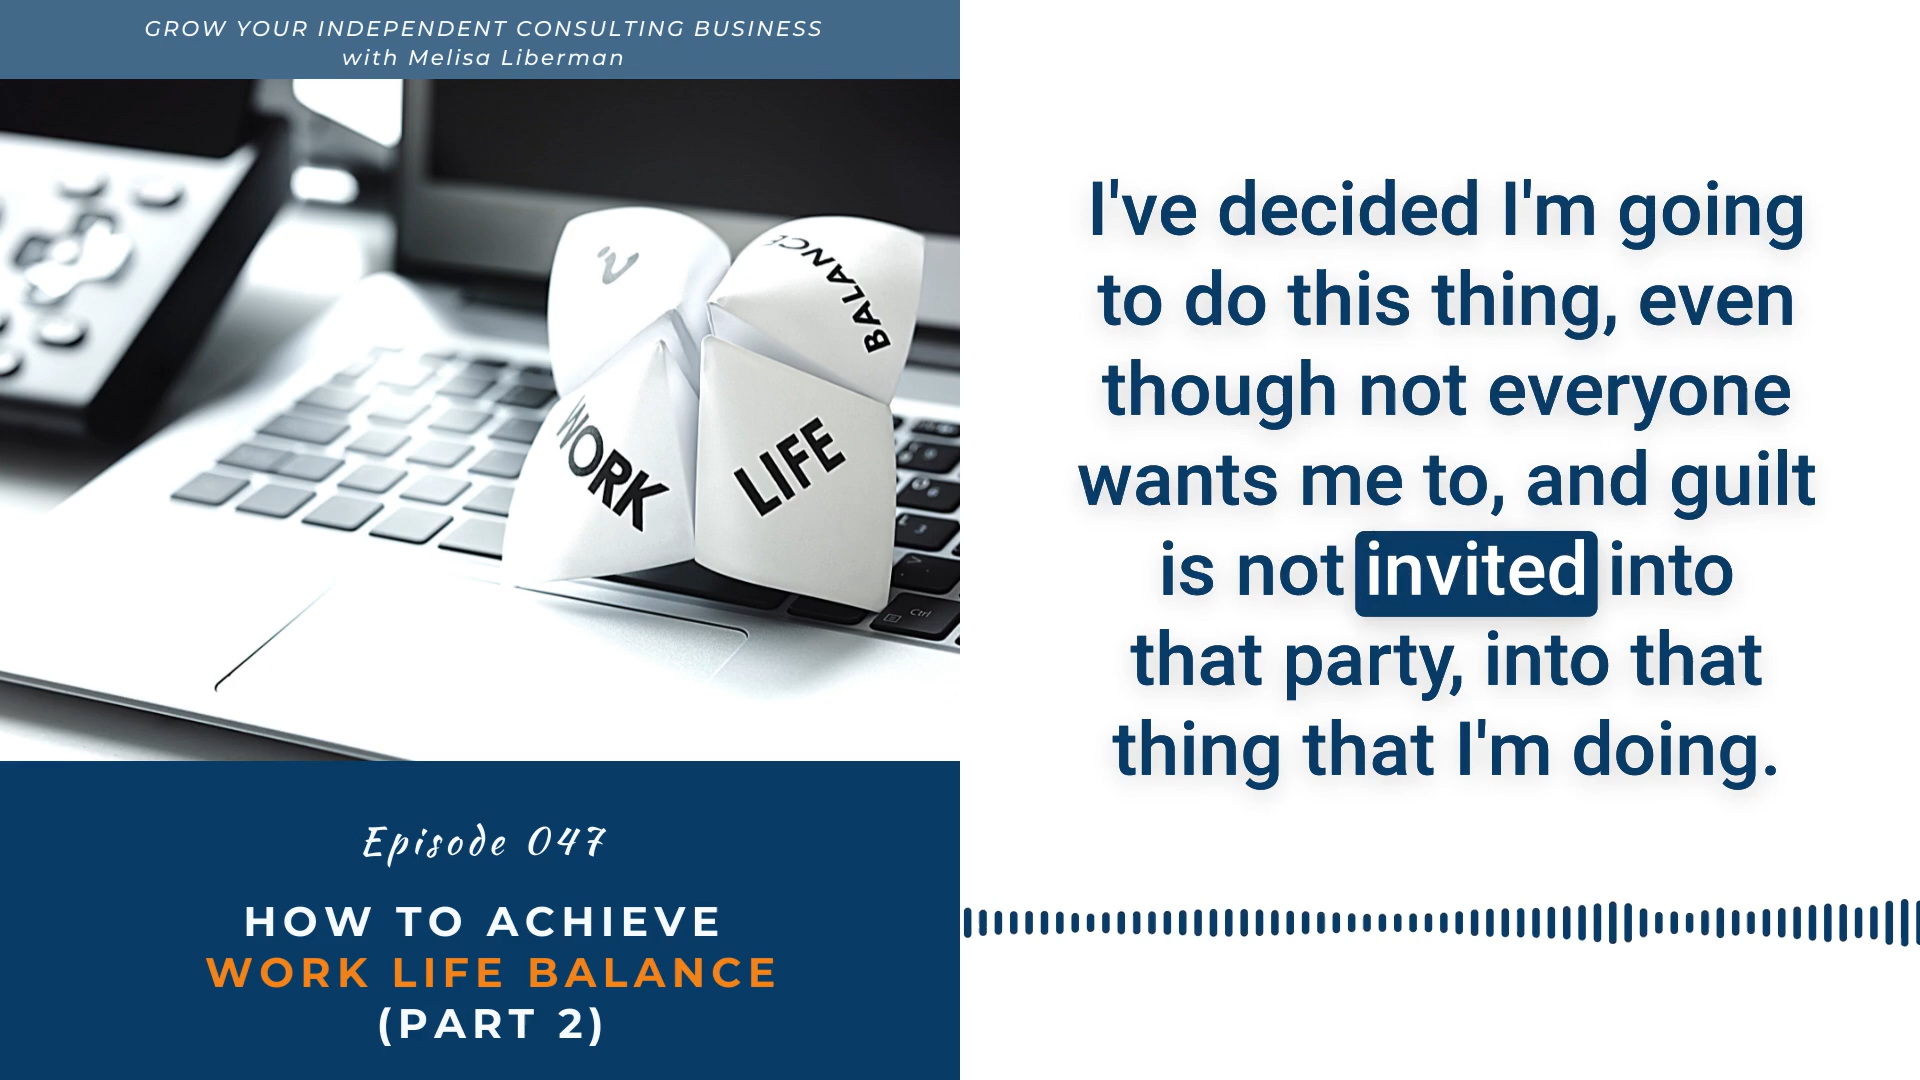 GROW YOUR INDEPENDENT CONSULTING BUSINESS
with Melisa Liberman
BALANCE
WORK
LIFE
Ctrl
Episode 047
HOW TO ACHIEVE
WORK LIFE BALANCE
(PART 2)
I've decided I'm going
to do this thing, even
though not everyone
wants me to, and guilt
is not invited into
that party, into that
thing that I'm doing.